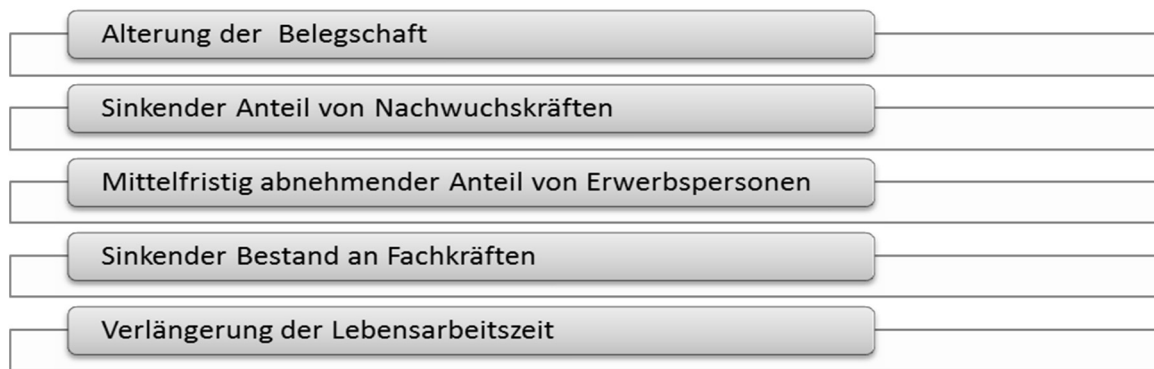 Alterung der  Belegschaft
Sinkender Anteil von Nachwuchskräften
Mittelfristig abnehmender Anteil von Erwerbspersonen
Sinkender Bestand an Fachkräften
Verlängerung der Lebensarbeitszeit